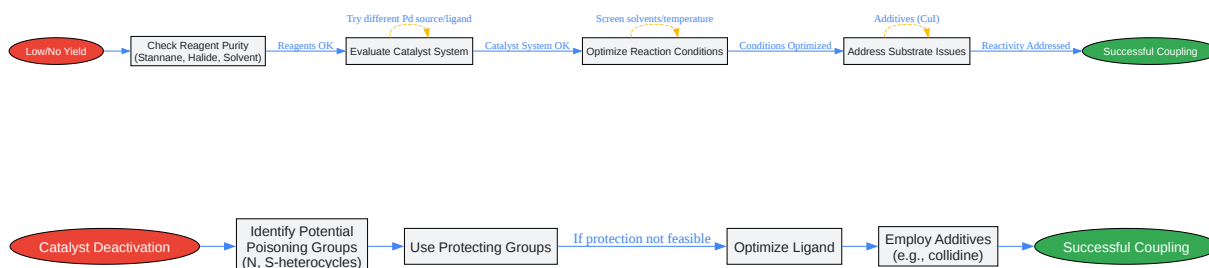 Try different Pd source/ligand
Screen solvents/temperature
Additives (CuI)
Low/No Yield
Check Reagent Purity
(Stannane, Halide, Solvent)
Reagents OK
Evaluate Catalyst System
Catalyst System OK
Optimize Reaction Conditions
Conditions Optimized
Address Substrate Issues
Reactivity Addressed
Successful Coupling
Catalyst Deactivation
Identify Potential
Poisoning Groups
(N, S-heterocycles)
Use Protecting Groups
If protection not feasible
Optimize Ligand
Employ Additives
(e.g., collidine)
Successful Coupling